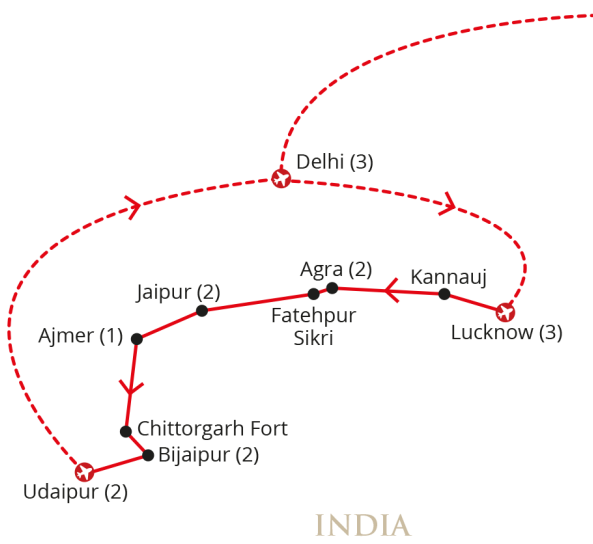 Delhi (3)
Agra (2)
Kannauj
Jaipur (2)
Fatehpur
Sikri
Lucknow (3)
Ajmer (1)
Chittorgarh Fort
Bijaipur (2)
Udaipur (2)
INDIA